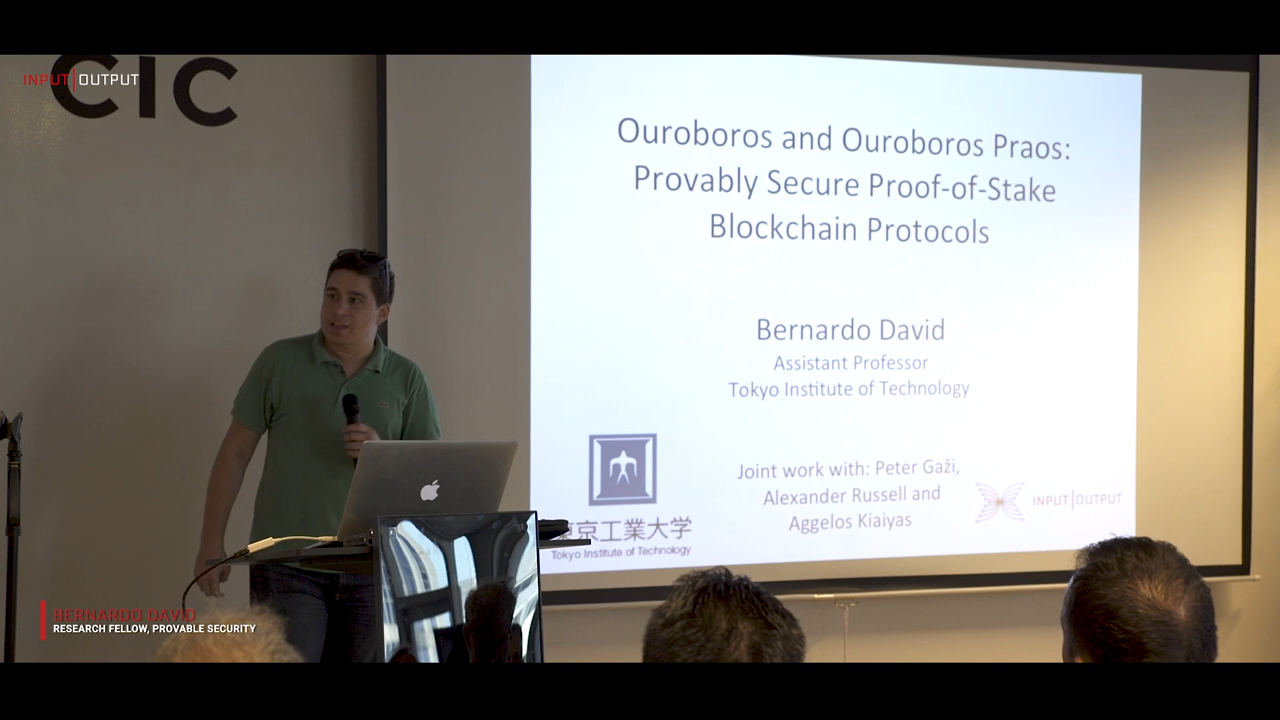 INPUT|OUTPUT
CIC
Ouroboros and Ouroboros Praos:
Provably Secure Proof-of-Stake
Blockchain Protocols
Bernardo David
Assistant Professor
Tokyo Institute of Technology
Joint work with: Peter Gaži,
Alexander Russell and
Aggelos Kiaiyas
INPUT|OUTPUT
東京工業大学
Tokyo Institute of Technology
BERNARDO DAVID
RESEARCH FELLOW, PROVABLE SECURITY